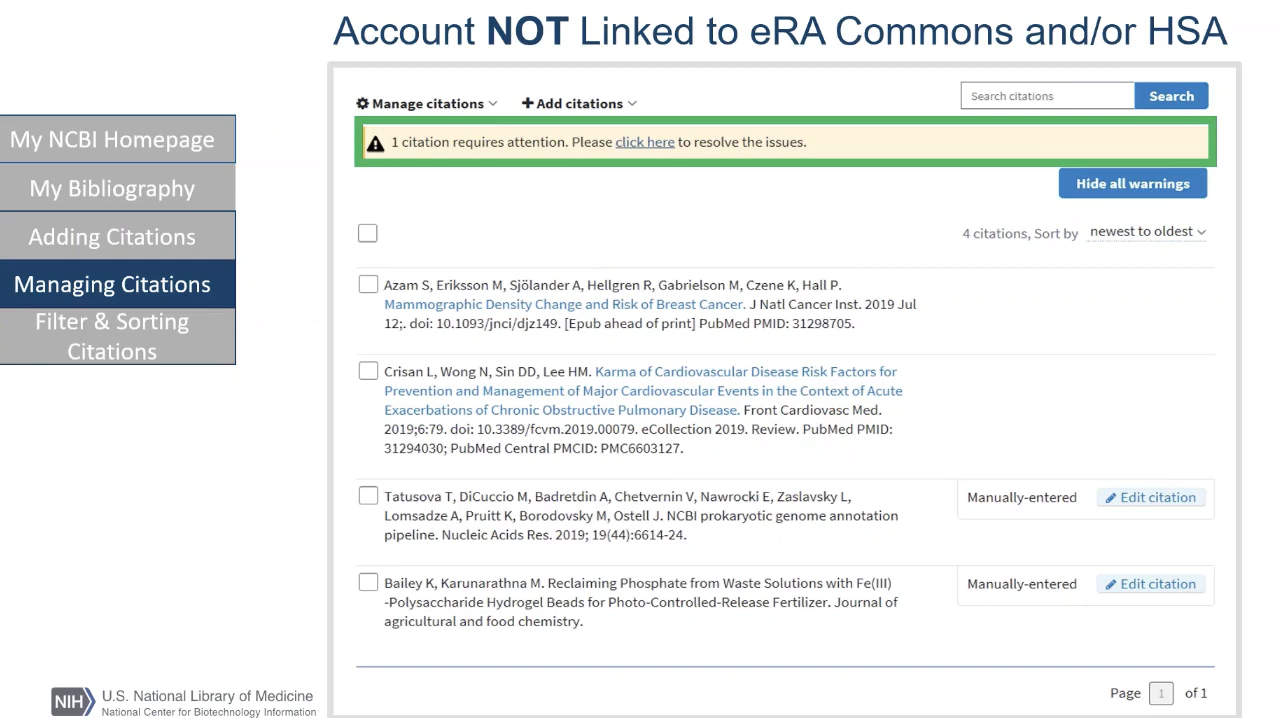 Account NOT Linked to eRA Commons and/or HSA
My NCBI Homepage
My Bibliography
Adding Citations
Managing Citations
Filter & Sorting
Citations
Manage citations
Add citations
Search citations
Search
1 citation requires attention. Please click here to resolve the issues.
Hide all warnings
4 citations, Sort by newest to oldest
Azam S, Eriksson M, Sjölander A, Hellgren R, Gabrielson M, Czene K, Hall P.
Mammographic Density Change and Risk of Breast Cancer. J Natl Cancer Inst. 2019 Jul
12;. doi: 10.1093/jnci/djz149. [Epub ahead of print] PubMed PMID: 31298705.
Crisan L, Wong N, Sin DD, Lee HM. Karma of Cardiovascular Disease Risk Factors for
Prevention and Management of Major Cardiovascular Events in the Context of Acute
Exacerbations of Chronic Obstructive Pulmonary Disease. Front Cardiovasc Med.
2019;6:79. doi: 10.3389/fcvm.2019.00079. eCollection 2019. Review. PubMed PMID:
31294030; PubMed Central PMCID: PMC6603127.
Tatusova T, DiCuccio M, Badretdin A, Chetvernin V, Nawrocki E, Zaslavsky L,
Lomsadze A, Pruitt K, Borodovsky M, Ostell J. NCBI prokaryotic genome annotation
pipeline. Nucleic Acids Res. 2019; 19(44):6614-24.
Manually-entered
Edit citation
Bailey K, Karunarathna M. Reclaiming Phosphate from Waste Solutions with Fe(III)
-Polysaccharide Hydrogel Beads for Photo-Controlled-Release Fertilizer. Journal of
agricultural and food chemistry.
Manually-entered
Edit citation
Page 1 of 1
NIH
U.S. National Library of Medicine
National Center for Biotechnology Information